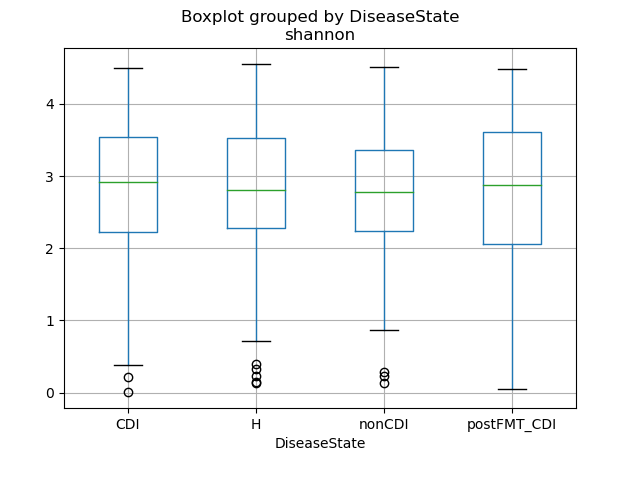 Boxplot grouped by DiseaseState
shannon
4
3
2
1
0
CDI
H
nonCDI
postFMT_CDI
DiseaseState